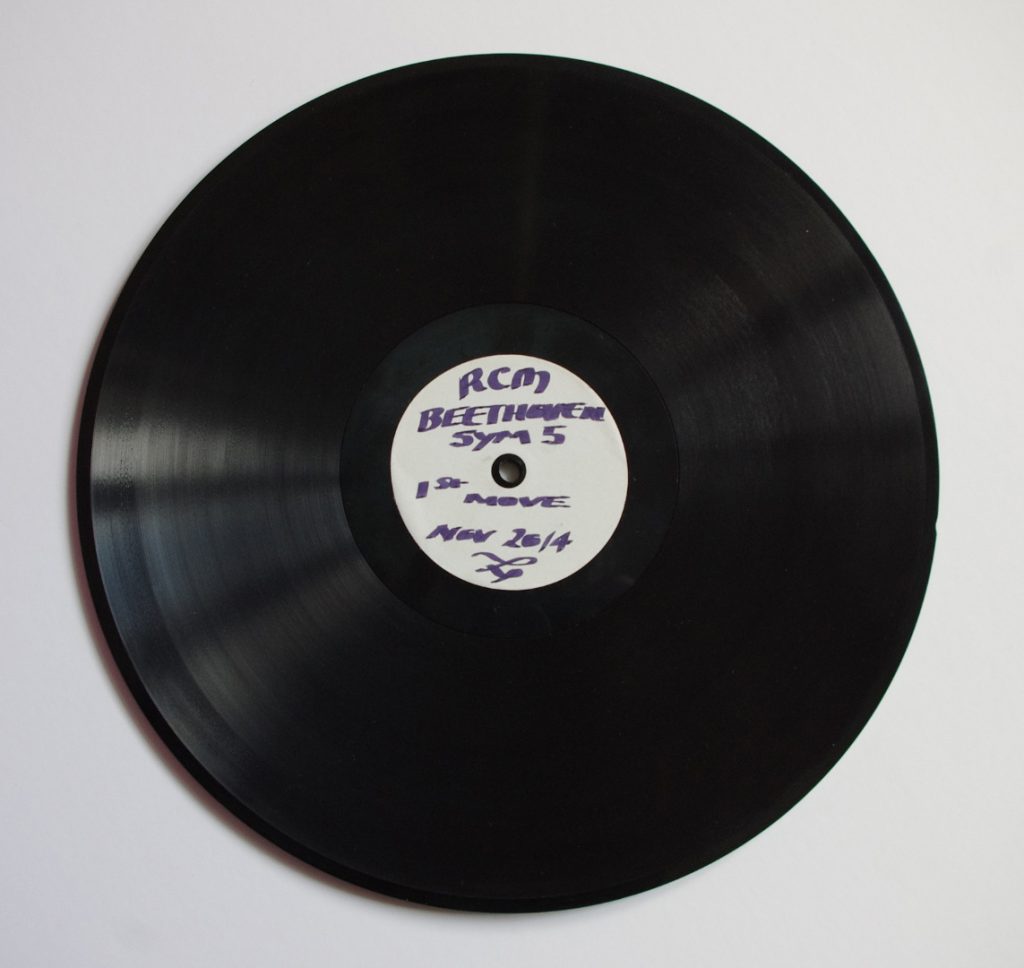 RCM
BEETHOVEN
SYM 5
1st MOVE
Nov 26/4